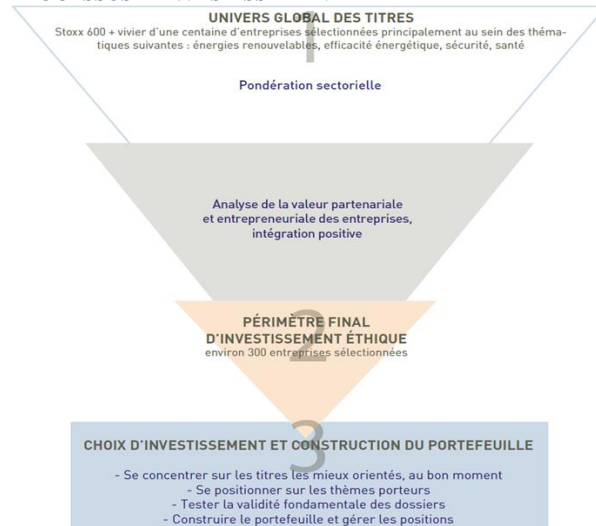 UNIVERS GLOBAL DES TITRES
Stoxx 600 + vivier d'une centaine d'entreprises sélectionnées principalement au sein des théma-
tiques suivantes : énergies renouvelables, efficacité énergétique, sécurité, santé
1
Pondération sectorielle
Analyse de la valeur partenariale
et entrepreneuriale des entreprises,
intégration positive
2
PÉRIMÈTRE FINAL
D'INVESTISSEMENT ÉTHIQUE
environ 300 entreprises sélectionnées
3
CHOIX D'INVESTISSEMENT ET CONSTRUCTION DU PORTEFEUILLE
- Se concentrer sur les titres les mieux orientés, au bon moment
- Se positionner sur les thèmes porteurs
- Tester la validité fondamentale des dossiers
- Construire le portefeuille et gérer les positions